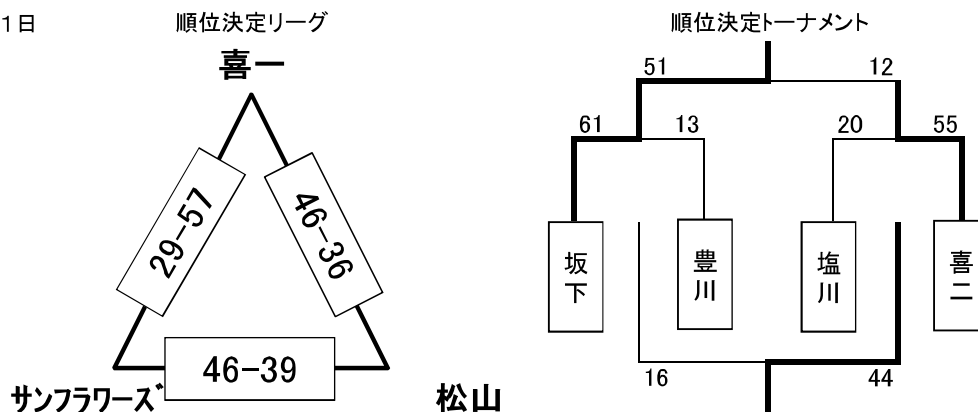 1日
順位決定リーグ
順位決定トーナメント
喜一
51
12
61
13
20
55
29-57
46-36
坂下
豊川
塩川
喜二
46-39
16
44
サンフラワーズ
松山